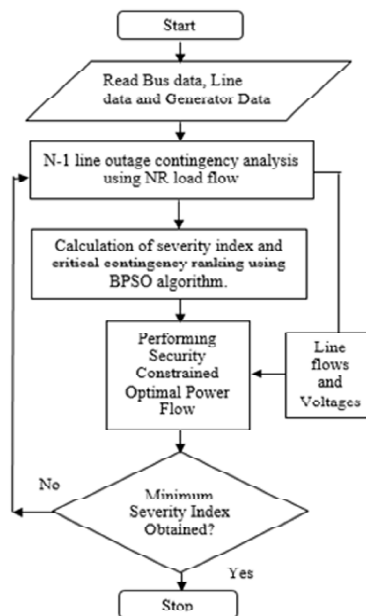 Start
Read Bus data, Line
data and Generator Data
N-1 line outage contingency analysis
using NR load flow
Calculation of severity index and
critical contingency ranking using
BPSO algorithm.
Performing
Security
Constrained
Optimal Power
Flow
Line
flows
and
Voltages
No
Minimum
Severity Index
Obtained?
Yes
Stop